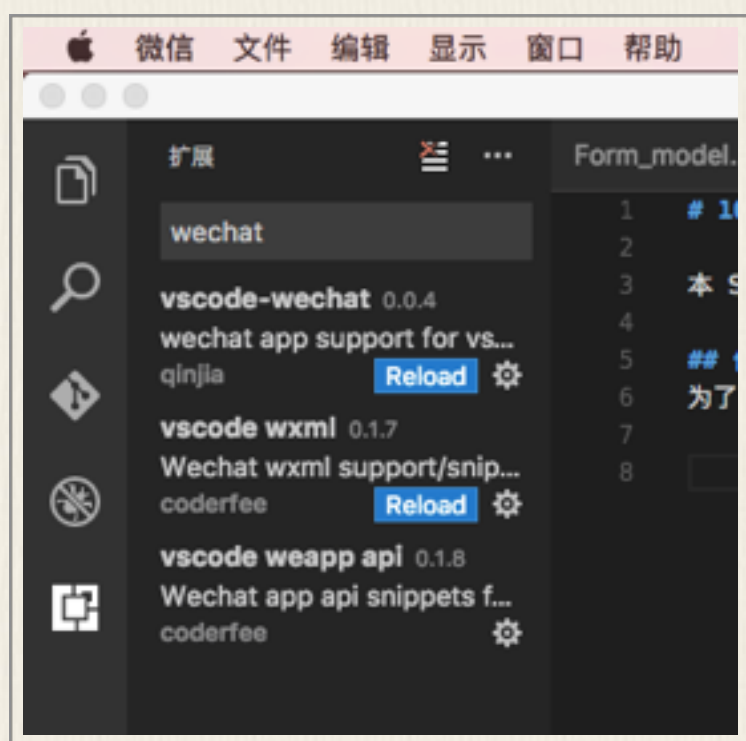 微信 文件 编辑 显示 窗口 帮助
扩展
Form_model.
wechat
vscode-wechat 0.0.4
wechat app support for vs...
qinjia
Reload
vscode wxml 0.1.7
Wechat wxml support/snip...
coderfee
Reload
vscode weapp api 0.1.8
Wechat app api snippets f...
coderfee
1 # 10
2
3 本 S
4
5 ##
6 为了
7
8